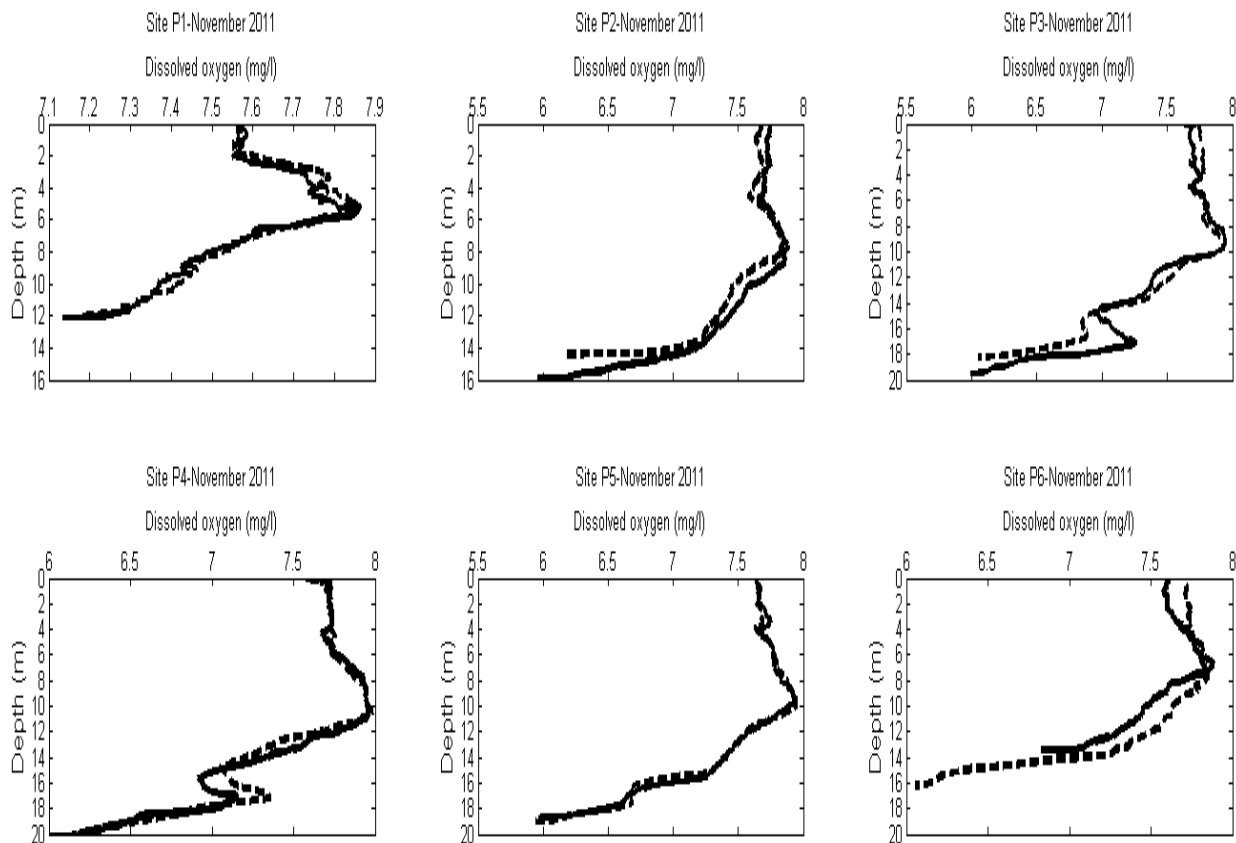 Site P1-November 2011
Dissolved oxygen (mg/l)
7.1 7.2 7.3 7.4 7.5 7.6 7.7 7.8 7.9
0
2
4
6
8
10
12
14
16
Depth (m)
Site P2-November 2011
Dissolved oxygen (mg/l)
5.5 6 6.5 7 7.5 8
0
2
4
6
8
10
12
14
16
Depth (m)
Site P3-November 2011
Dissolved oxygen (mg/l)
5.5 6 6.5 7 7.5 8
0
2
4
6
8
10
12
14
16
18
20
Depth (m)
Site P4-November 2011
Dissolved oxygen (mg/l)
6 6.5 7 7.5 8
0
2
4
6
8
10
12
14
16
18
20
Depth (m)
Site P5-November 2011
Dissolved oxygen (mg/l)
5.5 6 6.5 7 7.5 8
0
2
4
6
8
10
12
14
16
18
20
Depth (m)
Site P6-November 2011
Dissolved oxygen (mg/l)
6 7 7.5 8
0
2
4
6
8
10
12
14
16
18
20
Depth (m)